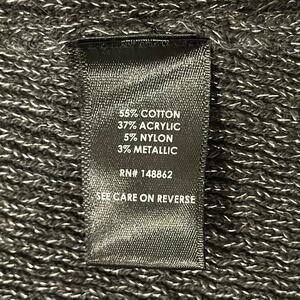 55% COTTON
37% ACRYLIC
5% NYLON
3% METALLIC
RN# 148862
SEE CARE ON REVERSE